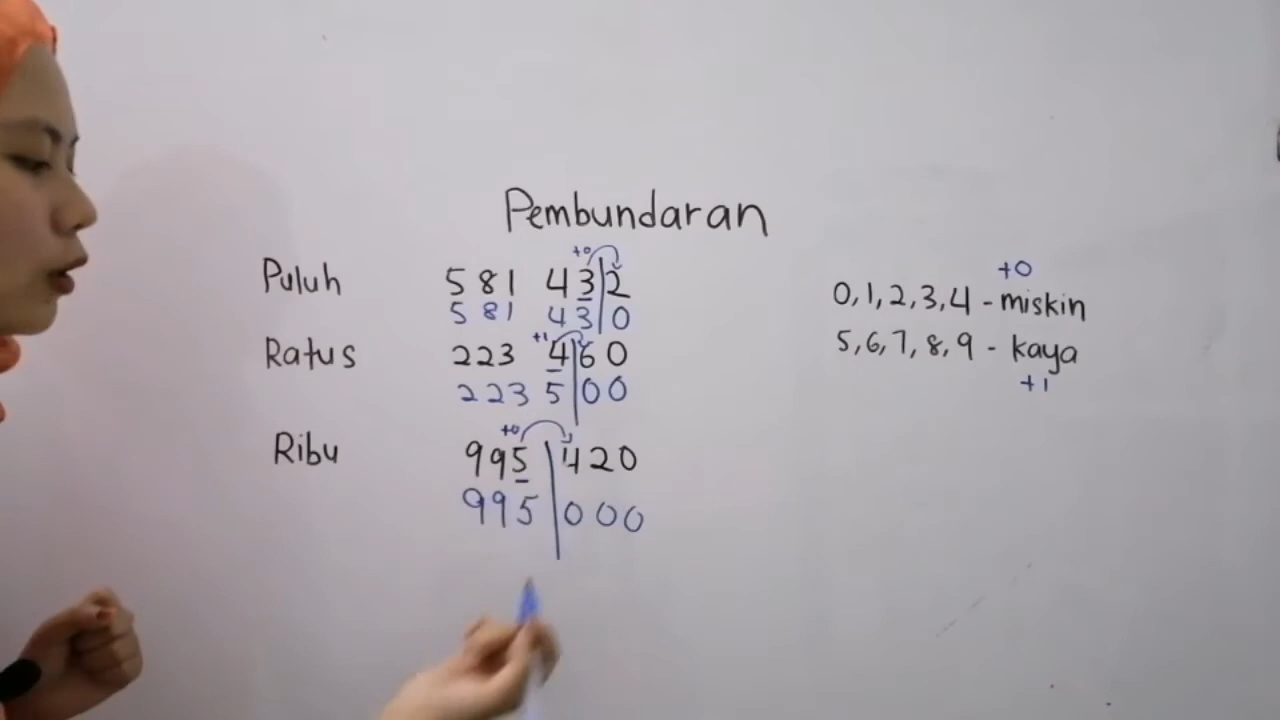 Pembundaran
+0
Puluh 581 432
581 430
+1
Ratus 223 460
223 500
+0
Ribu 995 420
995 000
+0
0,1,2,3,4 - miskin
5,6,7,8,9 - kaya
+1